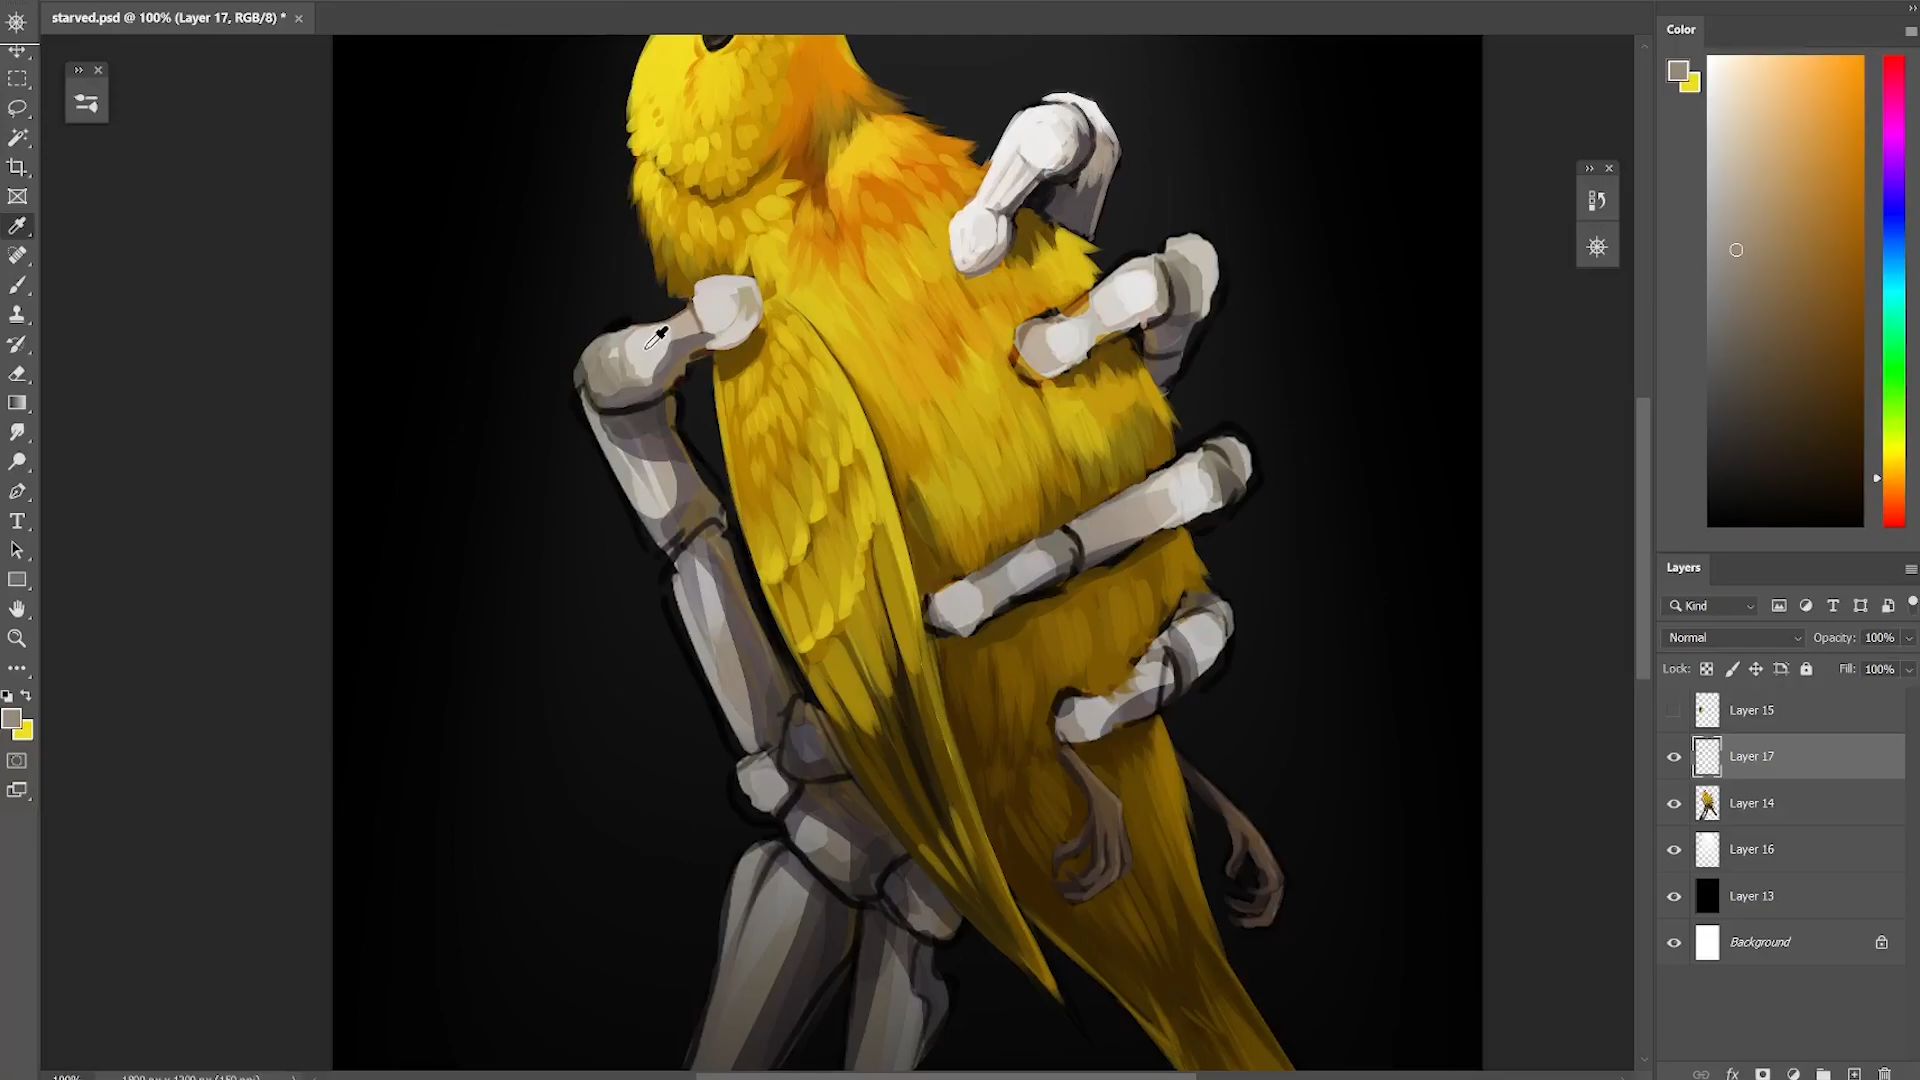 starved.psd @ 100% (Layer 17, RGB/8) *
Color
Layers
Kind
Normal
Opacity: 100%
Lock:
Fill: 100%
Layer 15
Layer 17
Layer 14
Layer 16
Layer 13
Background
100%